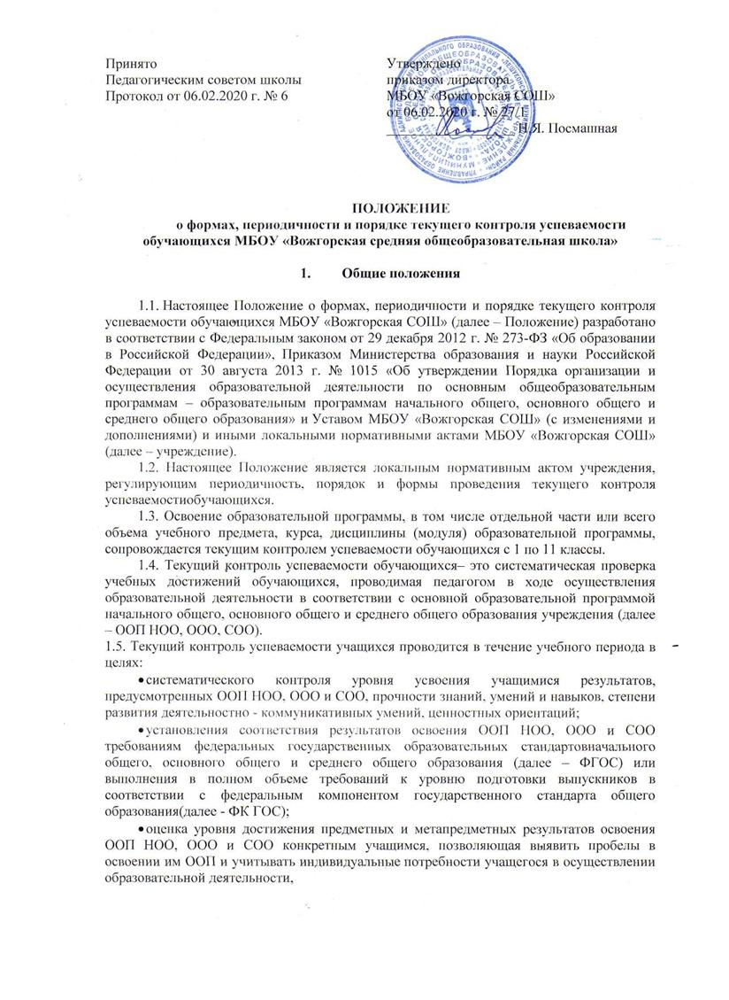 Принято
Педагогическим советом школы
Протокол от 06.02.2020 г. № 6
Утверждено
приказом директора
МБОУ «Вожгорская СОШ»
от 06.02.2020 г. № 27/1
Н.Я. Посмашная
ПОЛОЖЕНИЕ
о формах, периодичности и порядке текущего контроля успеваемости
обучающихся МБОУ «Вожгорская средняя общеобразовательная школа»
1. Общие положения
1.1. Настоящее Положение о формах, периодичности и порядке текущего контроля
успеваемости обучающихся МБОУ «Вожгорская СОШ» (далее – Положение) разработано
в соответствии с Федеральным законом от 29 декабря 2012 г. № 273-ФЗ «Об образовании
в Российской Федерации», Приказом Министерства образования и науки Российской
Федерации от 30 августа 2013 г. № 1015 «Об утверждении Порядка организации и
осуществления образовательной деятельности по основным общеобразовательным
программам – образовательным программам начального общего, основного общего и
среднего общего образования» и Уставом МБОУ «Вожгорская СОШ» (с изменениями и
дополнениями) и иными локальными нормативными актами МБОУ «Вожгорская СОШ»
(далее – учреждение).
1.2. Настоящее Положение является локальным нормативным актом учреждения,
регулирующим периодичность, порядок и формы проведения текущего контроля
успеваемостиобучающихся.
1.3. Освоение образовательной программы, в том числе отдельной части или всего
объема учебного предмета, курса, дисциплины (модуля) образовательной программы,
сопровождается текущим контролем успеваемости обучающихся с 1 по 11 классы.
1.4. Текущий контроль успеваемости обучающихся– это систематическая проверка
учебных достижений обучающихся, проводимая педагогом в ходе осуществления
образовательной деятельности в соответствии с основной образовательной программой
начального общего, основного общего и среднего общего образования учреждения (далее
– ООП НОО, ООО, СОО).
1.5. Текущий контроль успеваемости учащихся проводится в течение учебного периода в
целях:
•систематического контроля уровня усвоения учащимися результатов,
предусмотренных ООП НОО, ООО и СОО, прочности знаний, умений и навыков, степени
развития деятельностно - коммуникативных умений, ценностных ориентаций;
•установления соответствия результатов освоения ООП НОО, ООО и СОО
требованиям федеральных государственных образовательных стандартовначального
общего, основного общего и среднего общего образования (далее – ФГОС) или
выполнения в полном объеме требований к уровню подготовки выпускников в
соответствии с федеральным компонентом государственного стандарта общего
образования(далее - ФК ГОС);
•оценка уровня достижения предметных и метапредметных результатов освоения
ООП НОО, ООО и СОО конкретным учащимся, позволяющая выявить пробелы в
освоении им ООП и учитывать индивидуальные потребности учащегося в осуществлении
образовательной деятельности,